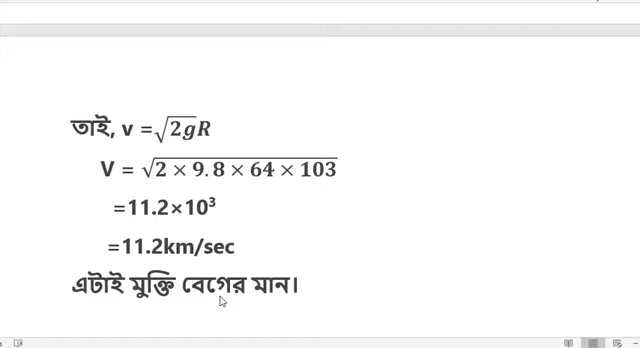 তাই, v =√2gR
V = √2 × 9.8 × 64 × 103
=11.2×10³
=11.2km/sec
এটাই মুক্তি বেগের মান।